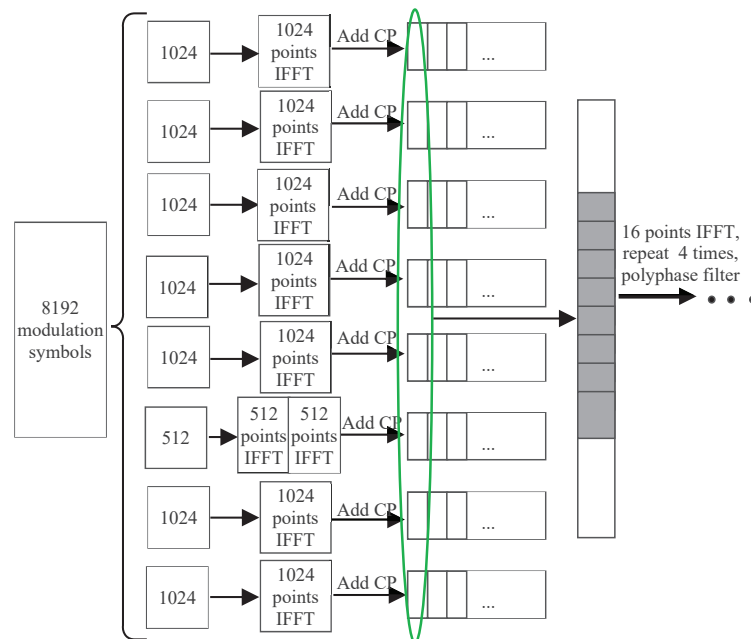 8192
modulation
symbols
1024
1024
points
IFFT
Add CP
...
1024
1024
points
IFFT
Add CP
...
1024
1024
points
IFFT
Add CP
...
1024
1024
points
IFFT
Add CP
...
1024
1024
points
IFFT
Add CP
...
512
512 512
points points
IFFT IFFT
Add CP
...
1024
1024
points
IFFT
Add CP
...
1024
1024
points
IFFT
Add CP
...
16 points IFFT,
repeat 4 times,
polyphase filter